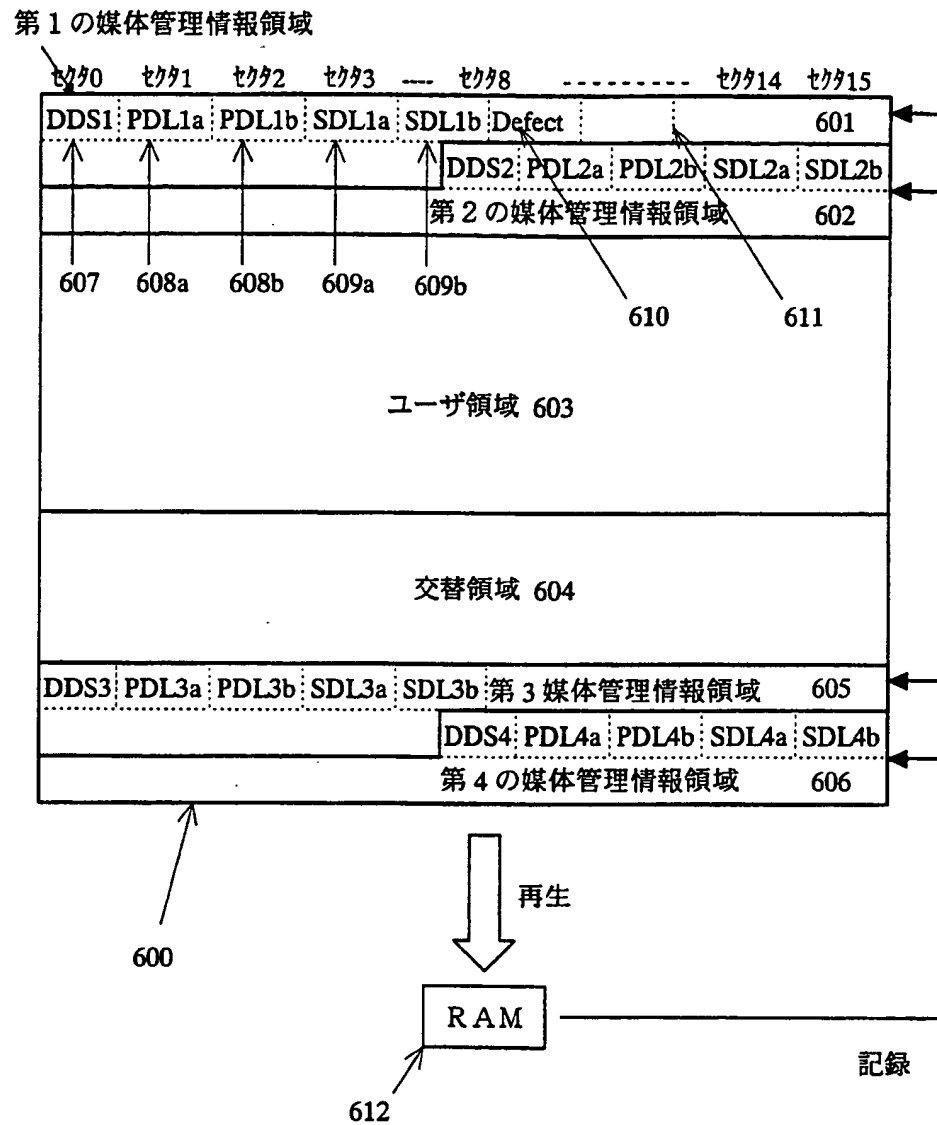 第1の媒体管理情報領域
ｾｸﾀ0 ｾｸﾀ1 ｾｸﾀ2 ｾｸﾀ3 ---- ｾｸﾀ8 --------- ｾｸﾀ14 ｾｸﾀ15
DDS1 PDL1a PDL1b SDL1a SDL1b Defect 601
DDS2 PDL2a PDL2b SDL2a SDL2b
第2の媒体管理情報領域 602
607 608a 608b 609a 609b 610 611
ユーザ領域 603
交替領域 604
DDS3 PDL3a PDL3b SDL3a SDL3b 第3媒体管理情報領域 605
DDS4 PDL4a PDL4b SDL4a SDL4b
第4の媒体管理情報領域 606
再生
600
RAM
記録
612